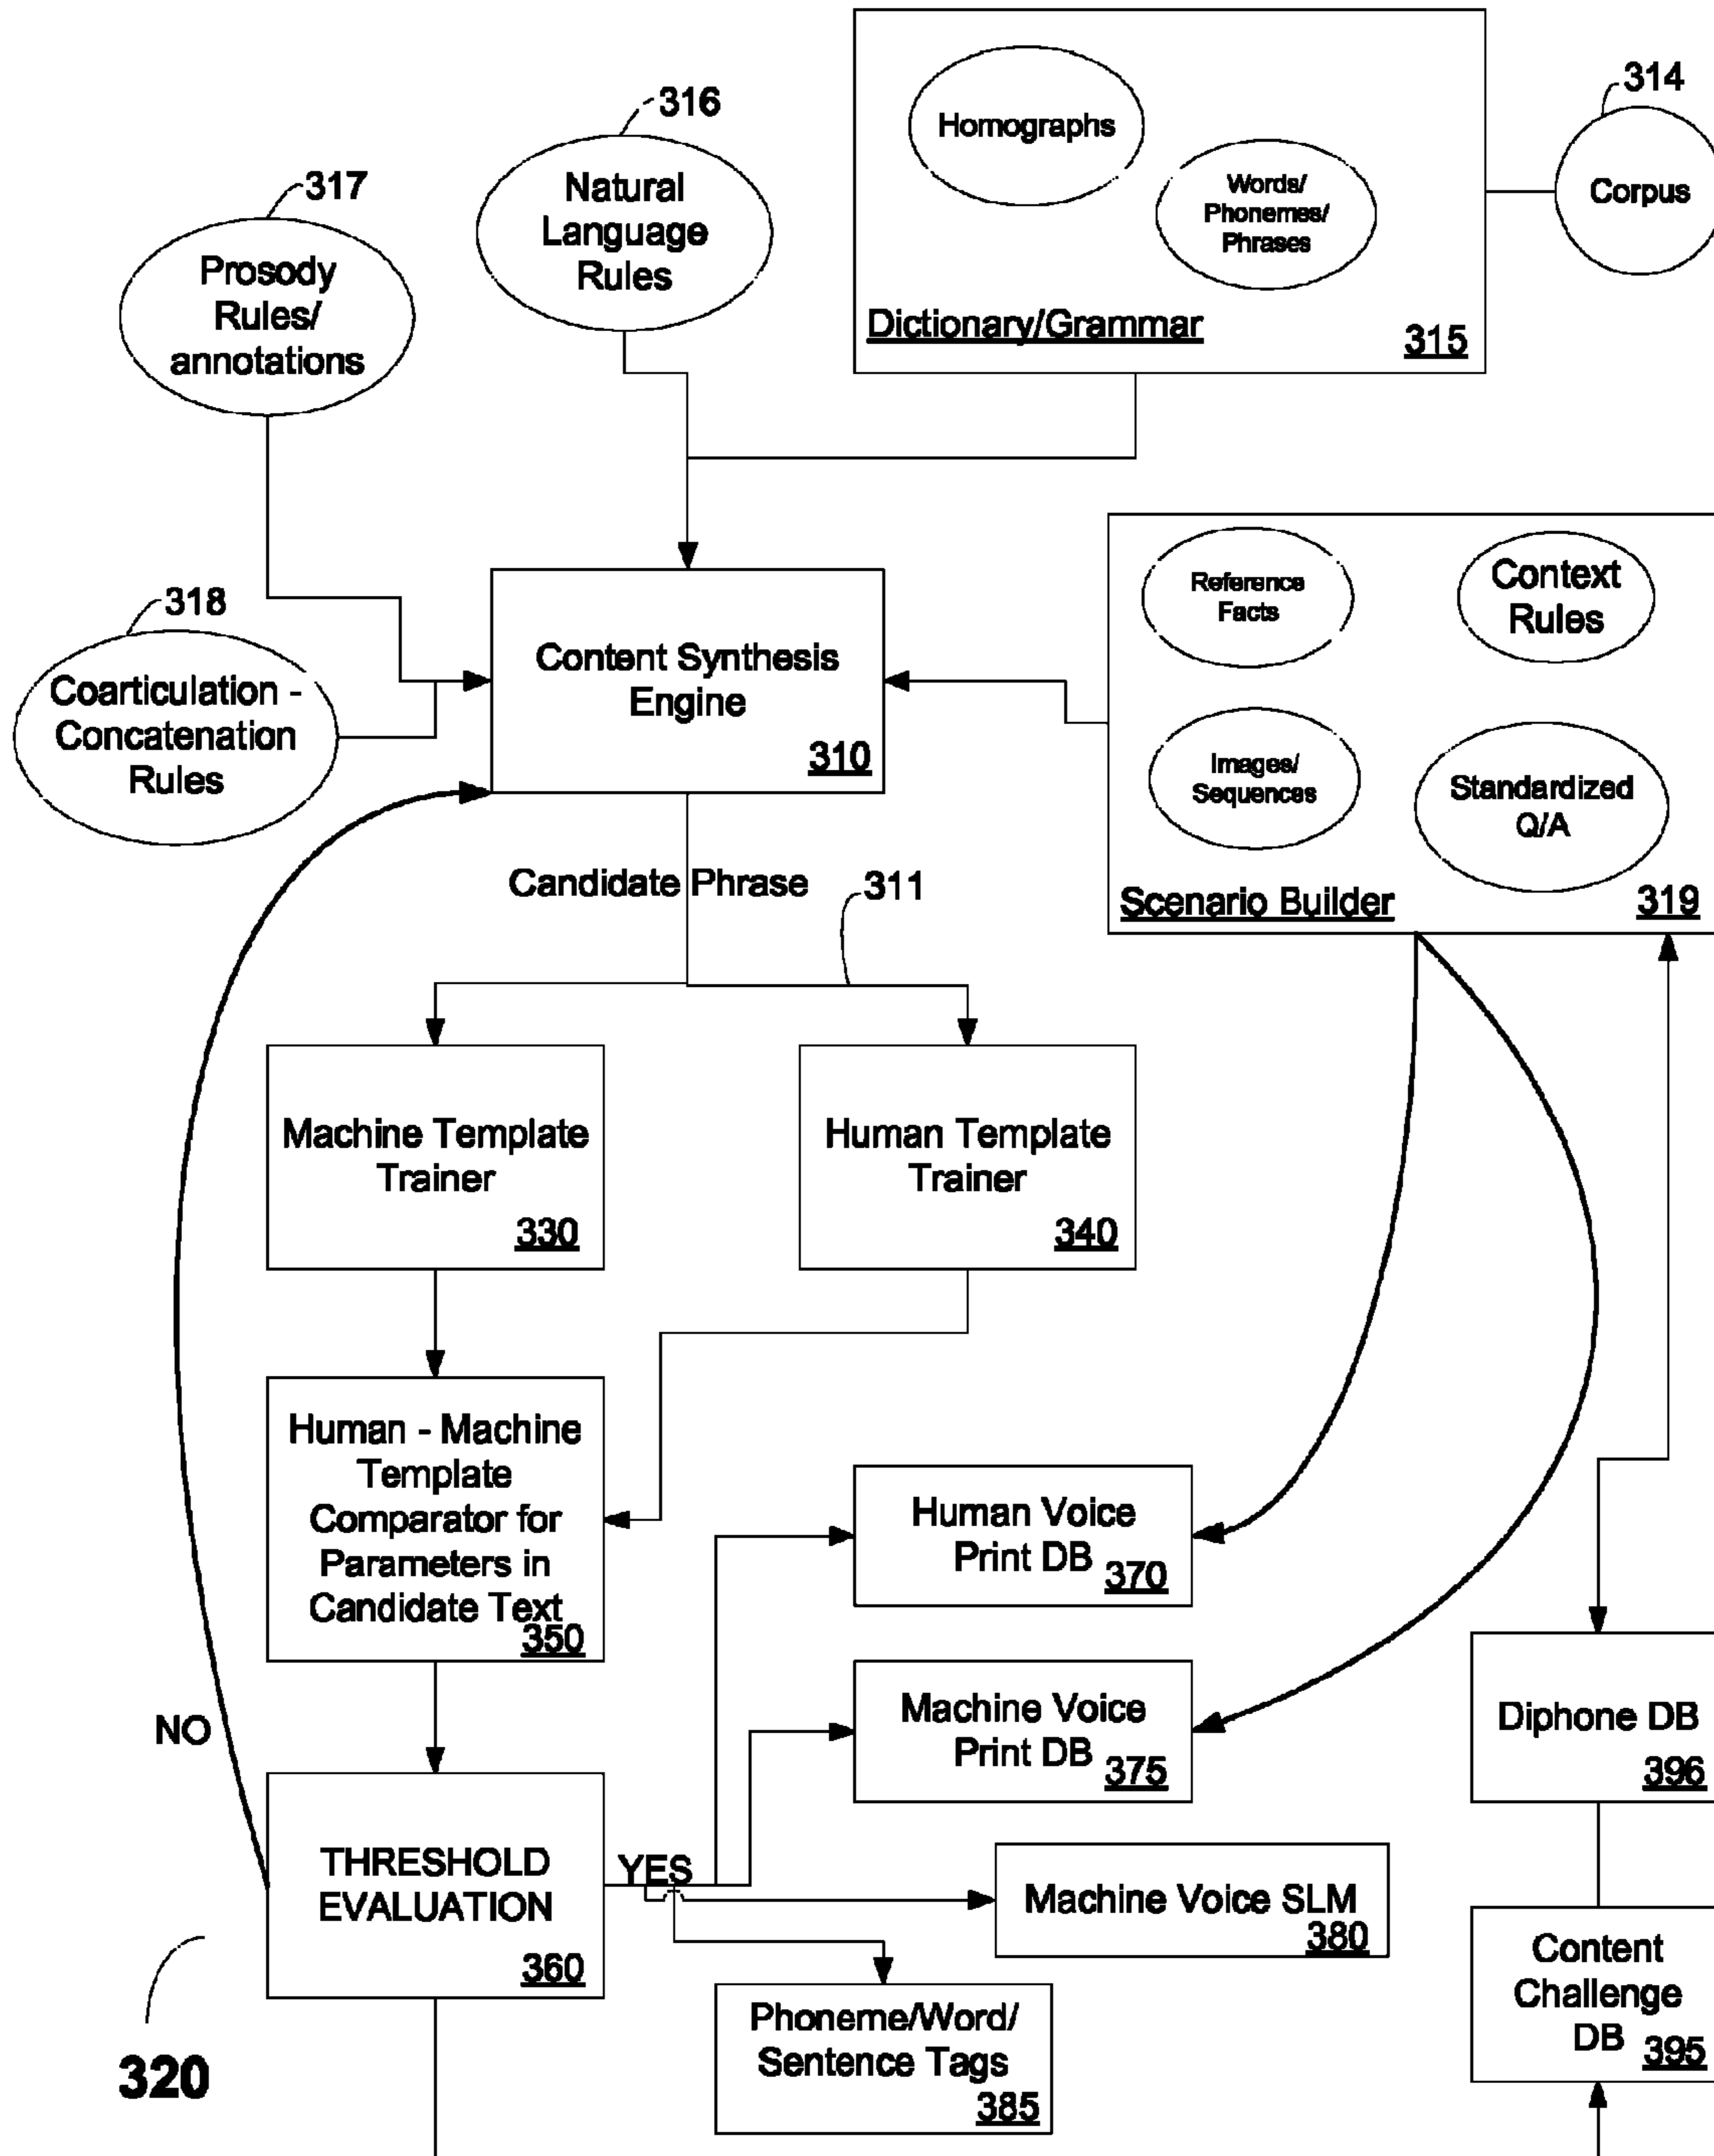 316
317
314
Homographs
Words/
Phonemes/
Phrases
Dictionary/Grammar
315
Corpus
Natural
Language
Rules
Prosody
Rules/
annotations
318
Coarticulation -
Concatenation
Rules
Content Synthesis
Engine
310
Reference
Facts
Context
Rules
Images/
Sequences
Standardized
Q/A
Scenario Builder
319
Candidate Phrase
311
Machine Template
Trainer
330
Human Template
Trainer
340
Human - Machine
Template
Comparator for
Parameters in
Candidate Text
350
Human Voice
Print DB
370
Machine Voice
Print DB
375
Diphone DB
396
NO
THRESHOLD
EVALUATION
360
YES
Machine Voice SLM
380
Phoneme/Word/
Sentence Tags
385
Content
Challenge
DB
395
320